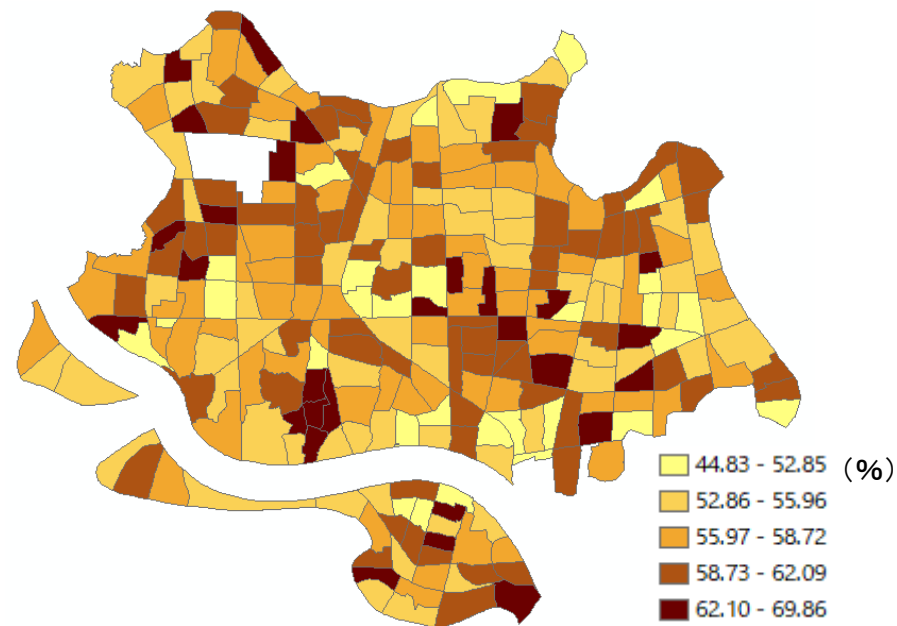 44.83 - 52.85 （%）
52.86 - 55.96
55.97 - 58.72
58.73 - 62.09
62.10 - 69.86